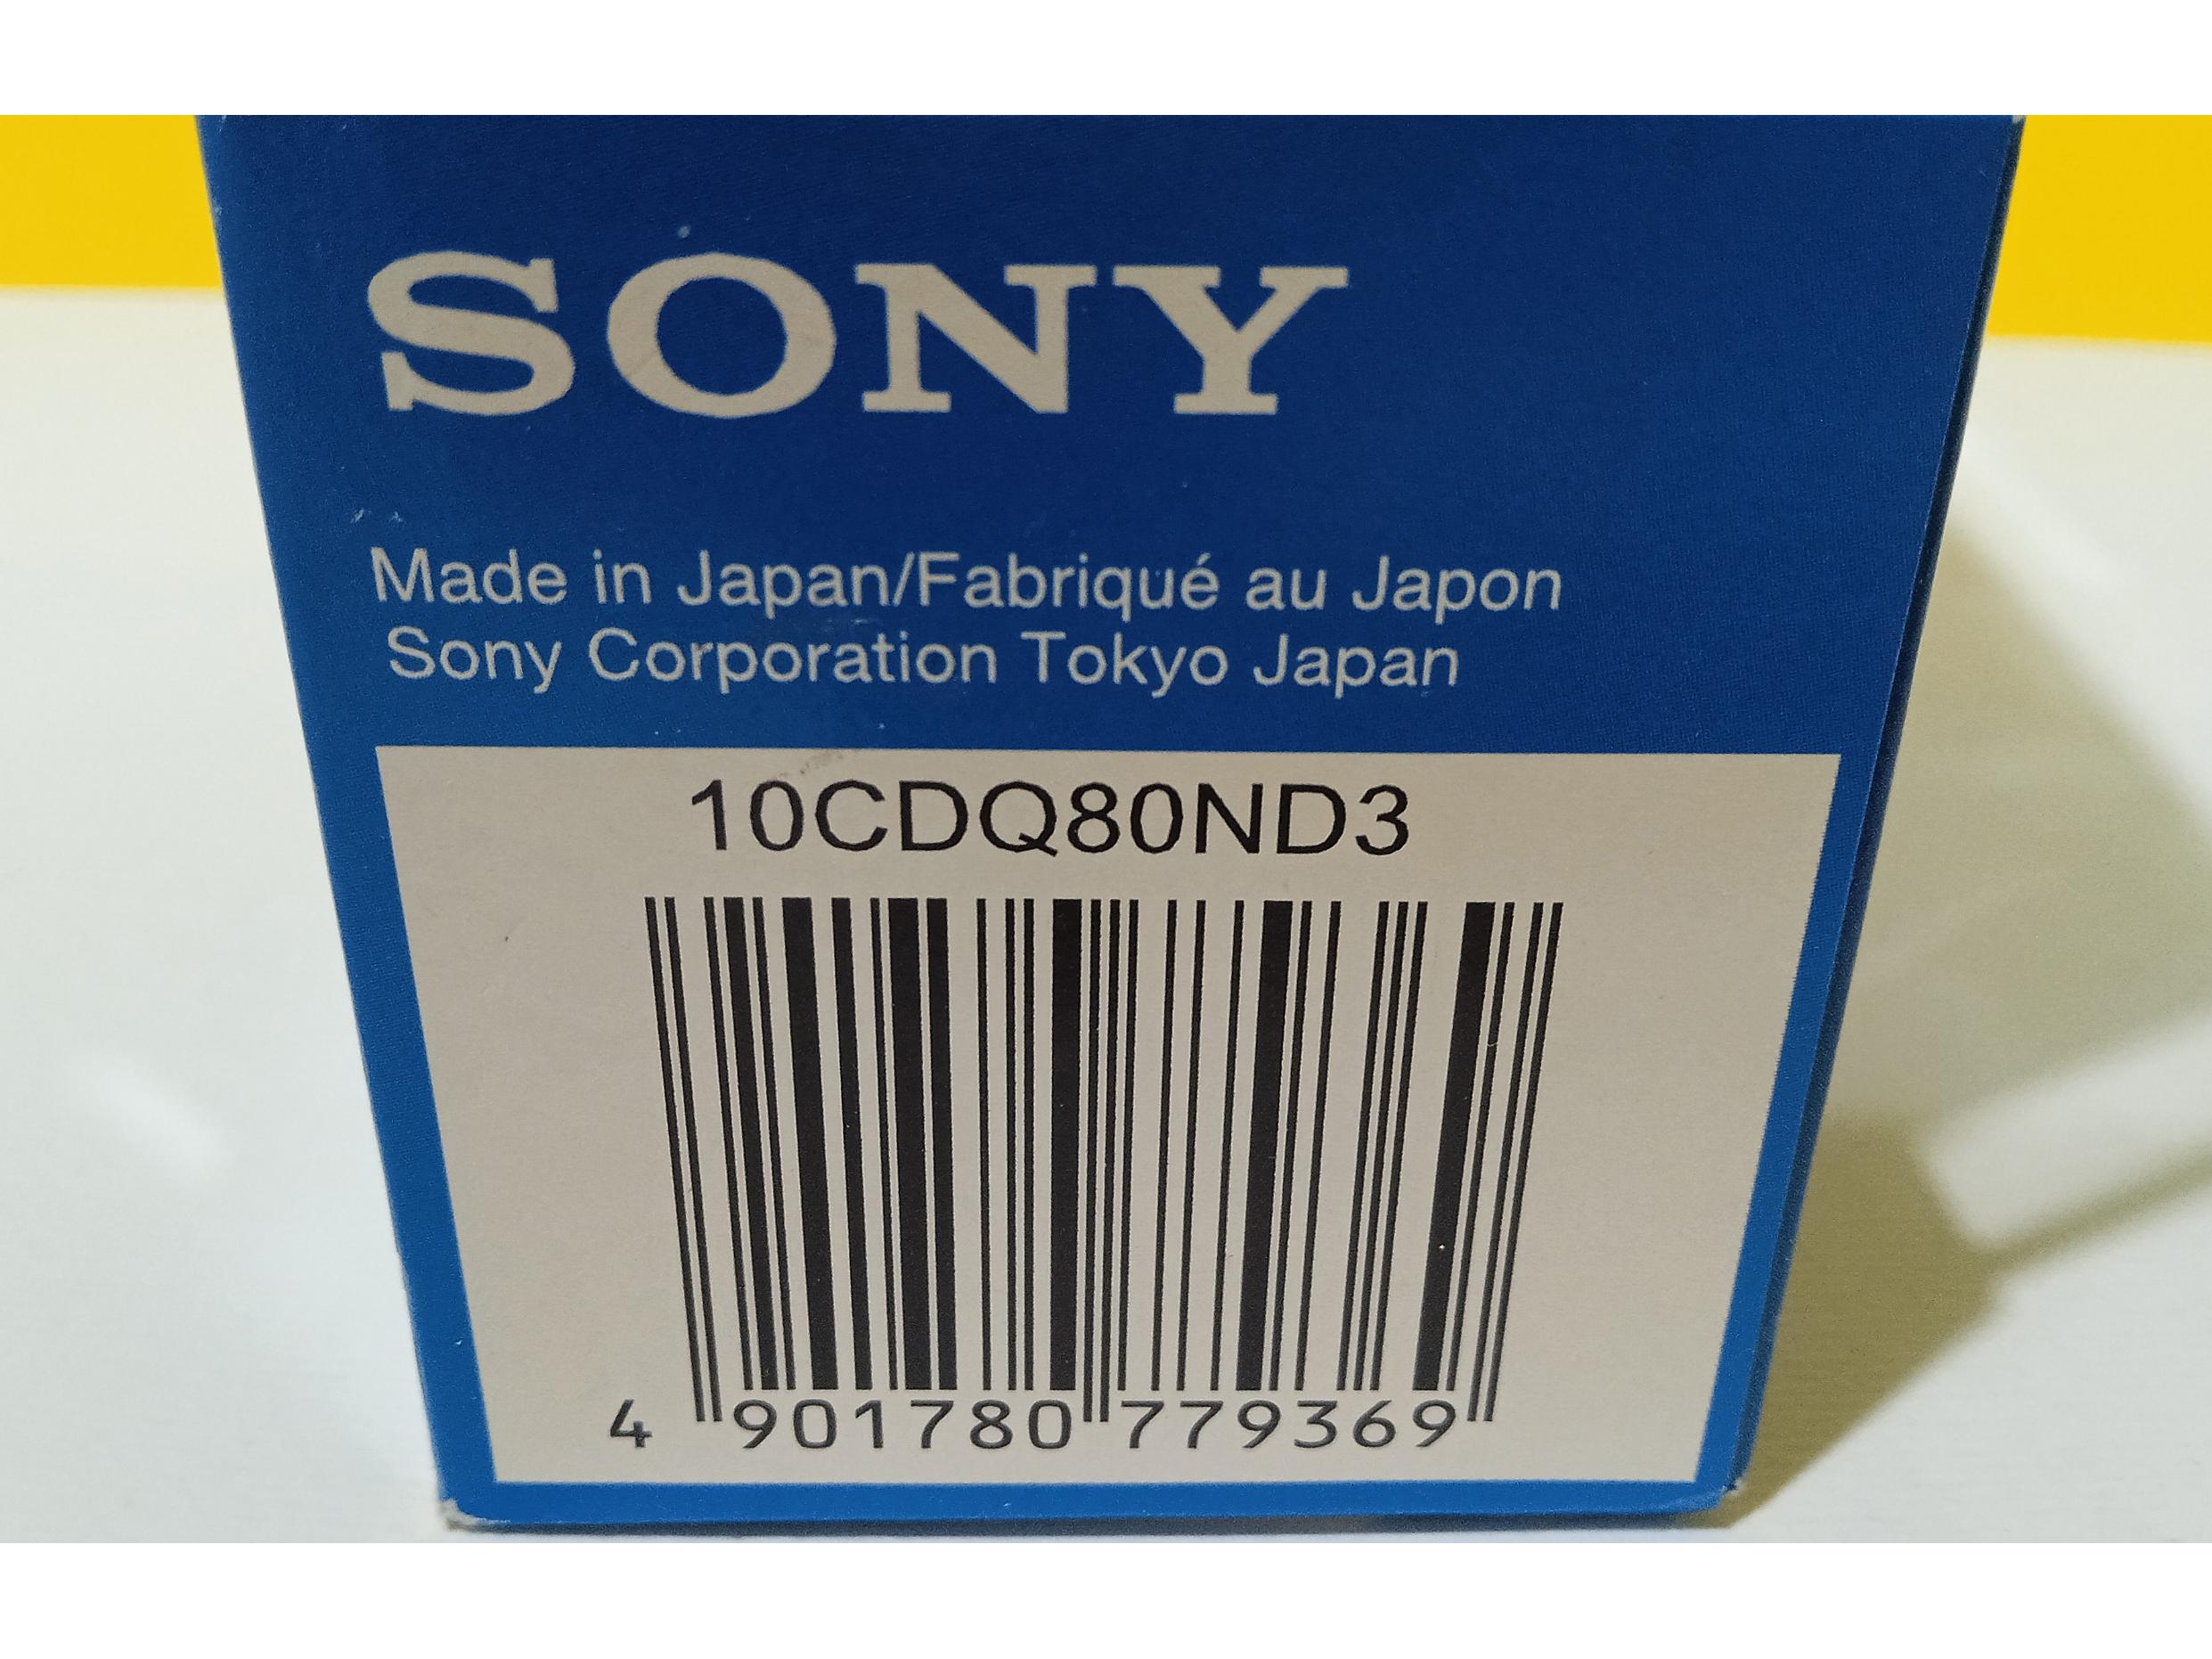 SONY
Made in Japan/Fabriqué au Japon
Sony Corporation Tokyo Japan
10CDQ80ND3
4 901780 779369